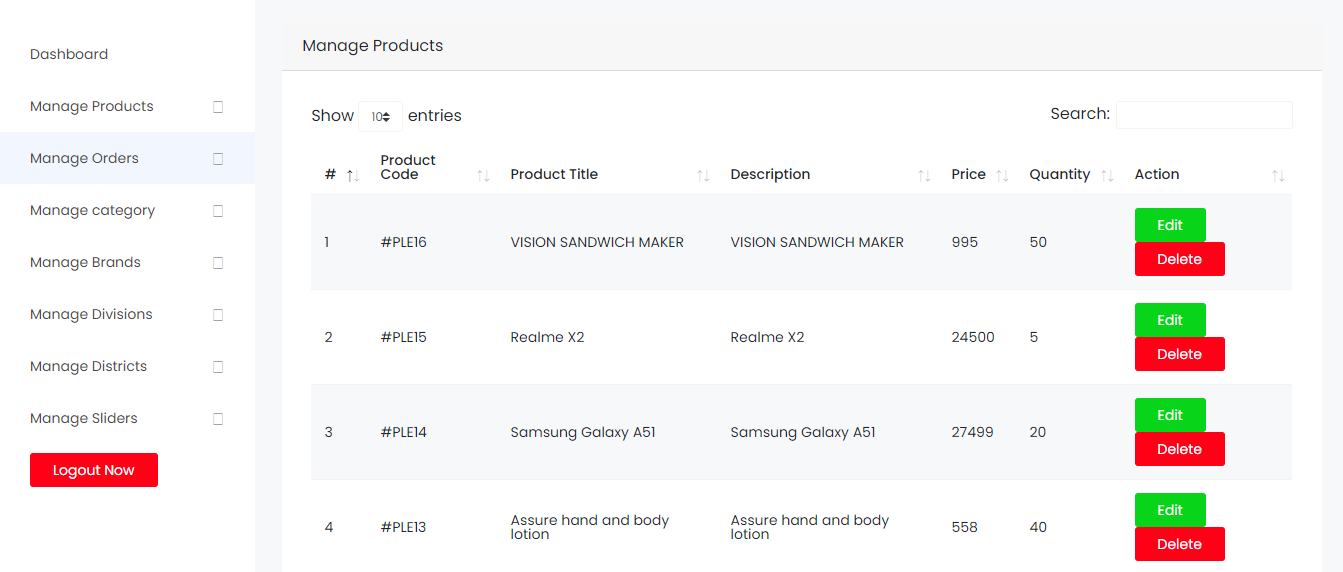 Dashboard
Manage Products
Manage Orders
Manage category
Manage Brands
Manage Divisions
Manage Districts
Manage Sliders
Logout Now
Manage Products
Show 10 entries
Search:
# Product Code Product Title Description Price Quantity Action
1 #PLE16 VISION SANDWICH MAKER VISION SANDWICH MAKER 995 50 Edit
Delete
2 #PLE15 Realme X2 Realme X2 24500 5 Edit
Delete
3 #PLE14 Samsung Galaxy A51 Samsung Galaxy A51 27499 20 Edit
Delete
4 #PLE13 Assure hand and body lotion Assure hand and body lotion 558 40 Edit
Delete